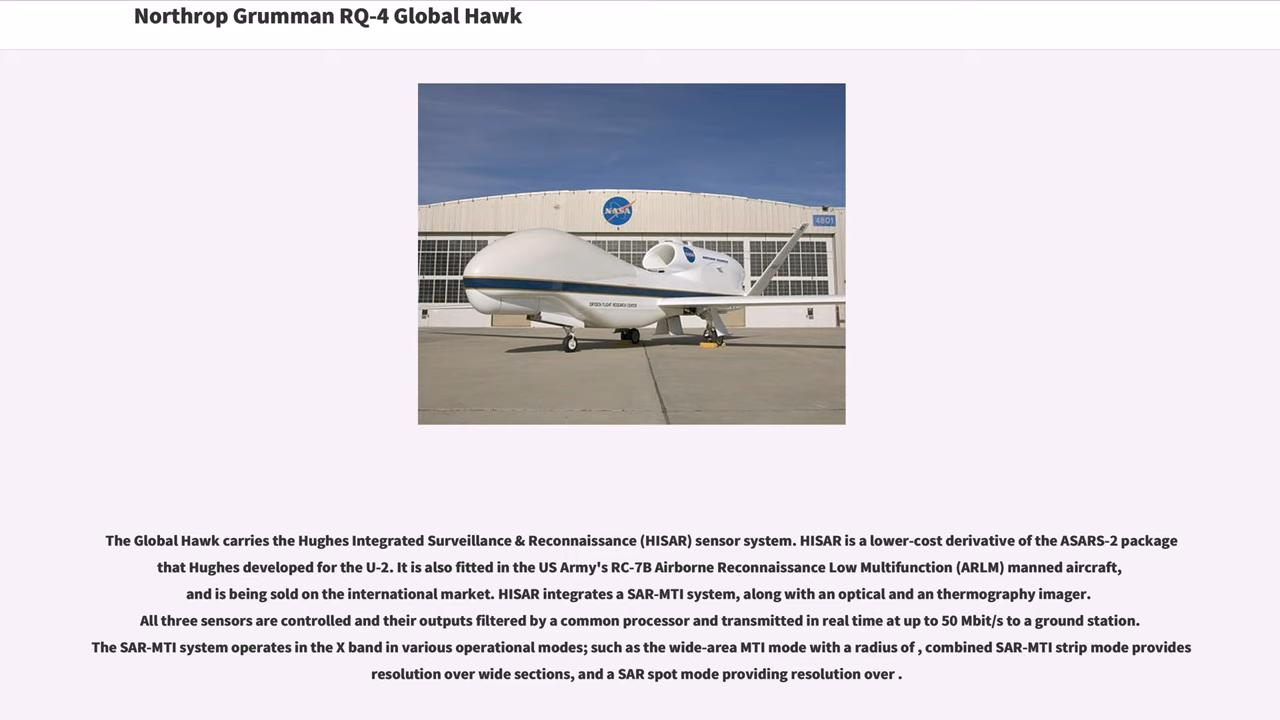 Northrop Grumman RQ-4 Global Hawk
NASA
4801
DRYDEN FLIGHT RESEARCH CENTER
The Global Hawk carries the Hughes Integrated Surveillance & Reconnaissance (HISAR) sensor system. HISAR is a lower-cost derivative of the ASARS-2 package
that Hughes developed for the U-2. It is also fitted in the US Army's RC-7B Airborne Reconnaissance Low Multifunction (ARLM) manned aircraft,
and is being sold on the international market. HISAR integrates a SAR-MTI system, along with an optical and an thermography imager.
All three sensors are controlled and their outputs filtered by a common processor and transmitted in real time at up to 50 Mbit/s to a ground station.
The SAR-MTI system operates in the X band in various operational modes; such as the wide-area MTI mode with a radius of , combined SAR-MTI strip mode provides
resolution over wide sections, and a SAR spot mode providing resolution over .